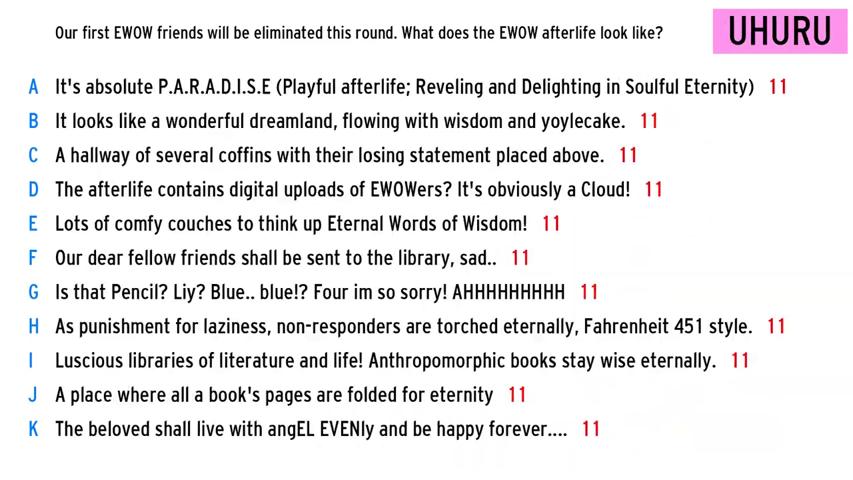 Our first EWOW friends will be eliminated this round. What does the EWOW afterlife look like?
UHURU
A It's absolute P.A.R.A.D.I.S.E (Playful afterlife; Reveling and Delighting in Soulful Eternity) 11
B It looks like a wonderful dreamland, flowing with wisdom and yoylecake. 11
C A hallway of several coffins with their losing statement placed above. 11
D The afterlife contains digital uploads of EWOWers? It's obviously a Cloud! 11
E Lots of comfy couches to think up Eternal Words of Wisdom! 11
F Our dear fellow friends shall be sent to the library, sad.. 11
G Is that Pencil? Liy? Blue.. blue!? Four im so sorry! AHHHHHHHHH 11
H As punishment for laziness, non-responders are torched eternally, Fahrenheit 451 style. 11
I Luscious libraries of literature and life! Anthropomorphic books stay wise eternally. 11
J A place where all a book's pages are folded for eternity 11
K The beloved shall live with angEL EVENly and be happy forever.... 11